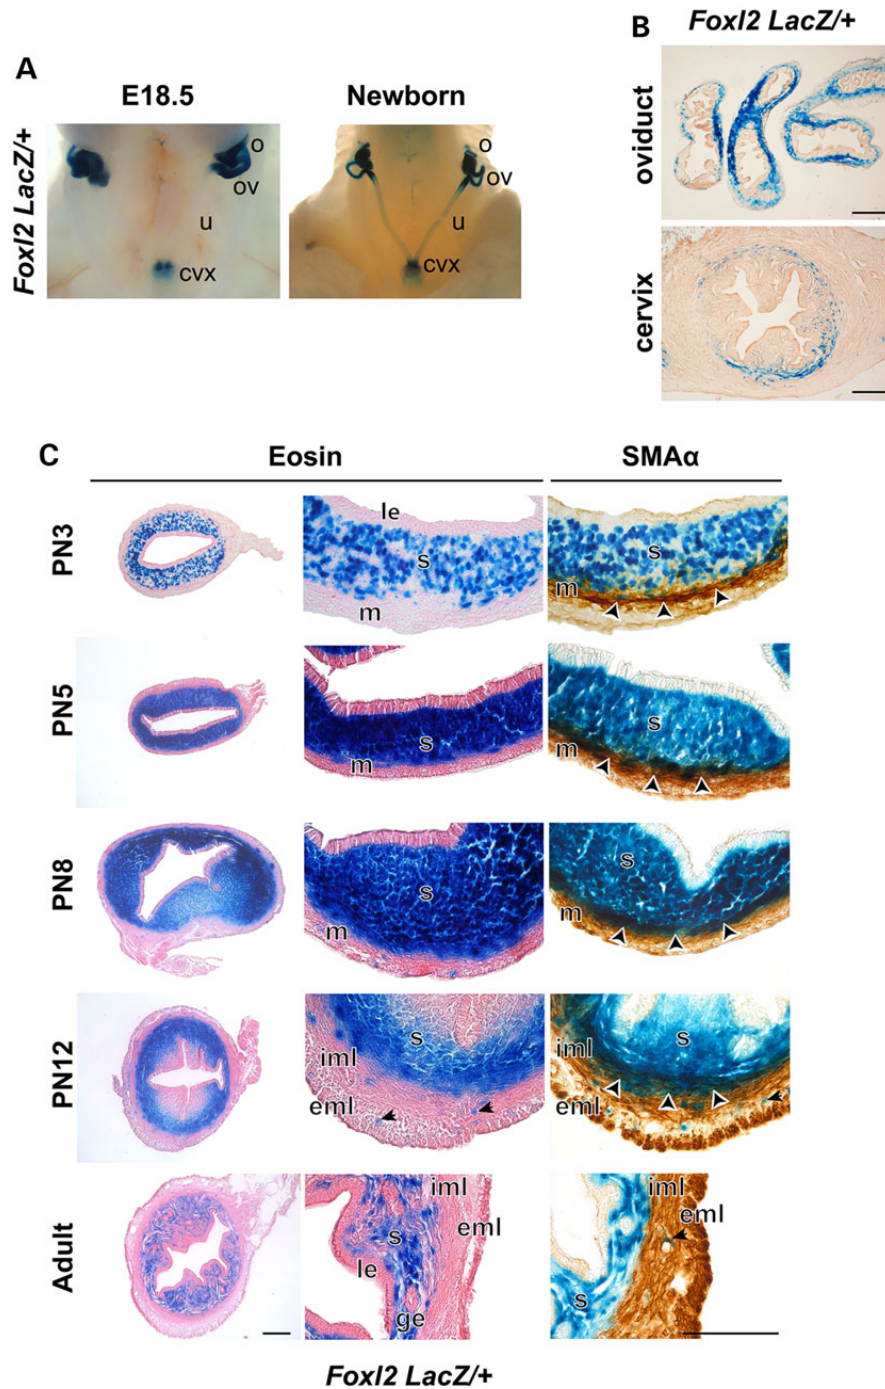 A
E18.5
Newborn
Foxl2 LacZ/+
o
ov
u
cvx
o
ov
u
cvx
B
Foxl2 LacZ/+
oviduct
cervix
C
Eosin
SMAα
PN3
le
s
m
s
m
PN5
s
m
s
m
PN8
s
m
s
m
PN12
s
iml
eml
s
iml
eml
Adult
iml
eml
s
le
ge
iml
eml
s
Foxl2 LacZ/+